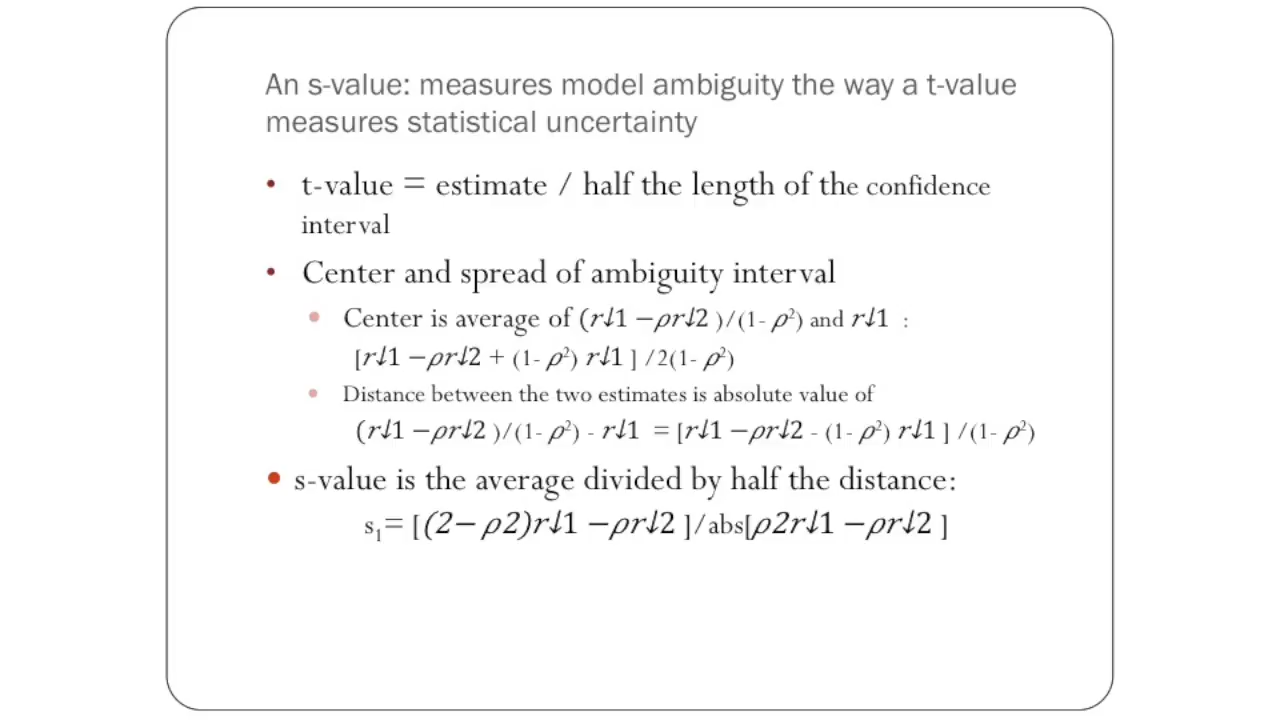 An s-value: measures model ambiguity the way a t-value
measures statistical uncertainty
• t-value = estimate / half the length of the confidence
interval
• Center and spread of ambiguity interval
• Center is average of (r↓1 −ρr↓2 )/(1- ρ²) and r↓1 :
[r↓1 −ρr↓2 + (1- ρ²) r↓1 ] /2(1- ρ²)
• Distance between the two estimates is absolute value of
(r↓1 −ρr↓2 )/(1- ρ²) - r↓1 = [r↓1 −ρr↓2 - (1- ρ²) r↓1 ] /(1- ρ²)
• s-value is the average divided by half the distance:
s₁= [(2− ρ2)r↓1 −ρr↓2 ]/abs[ρ2r↓1 −ρr↓2 ]